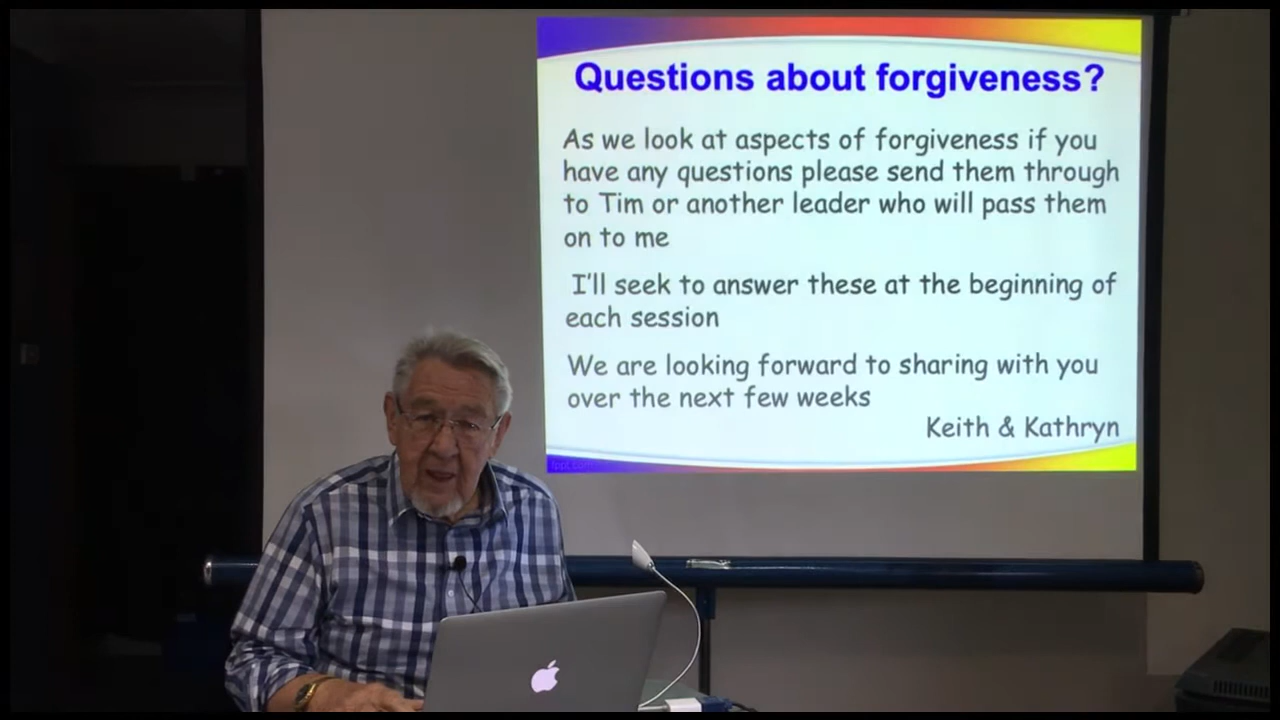 Questions about forgiveness?
As we look at aspects of forgiveness if you
have any questions please send them through
to Tim or another leader who will pass them
on to me
I'll seek to answer these at the beginning of
each session
We are looking forward to sharing with you
over the next few weeks
Keith & Kathryn
fppt.com